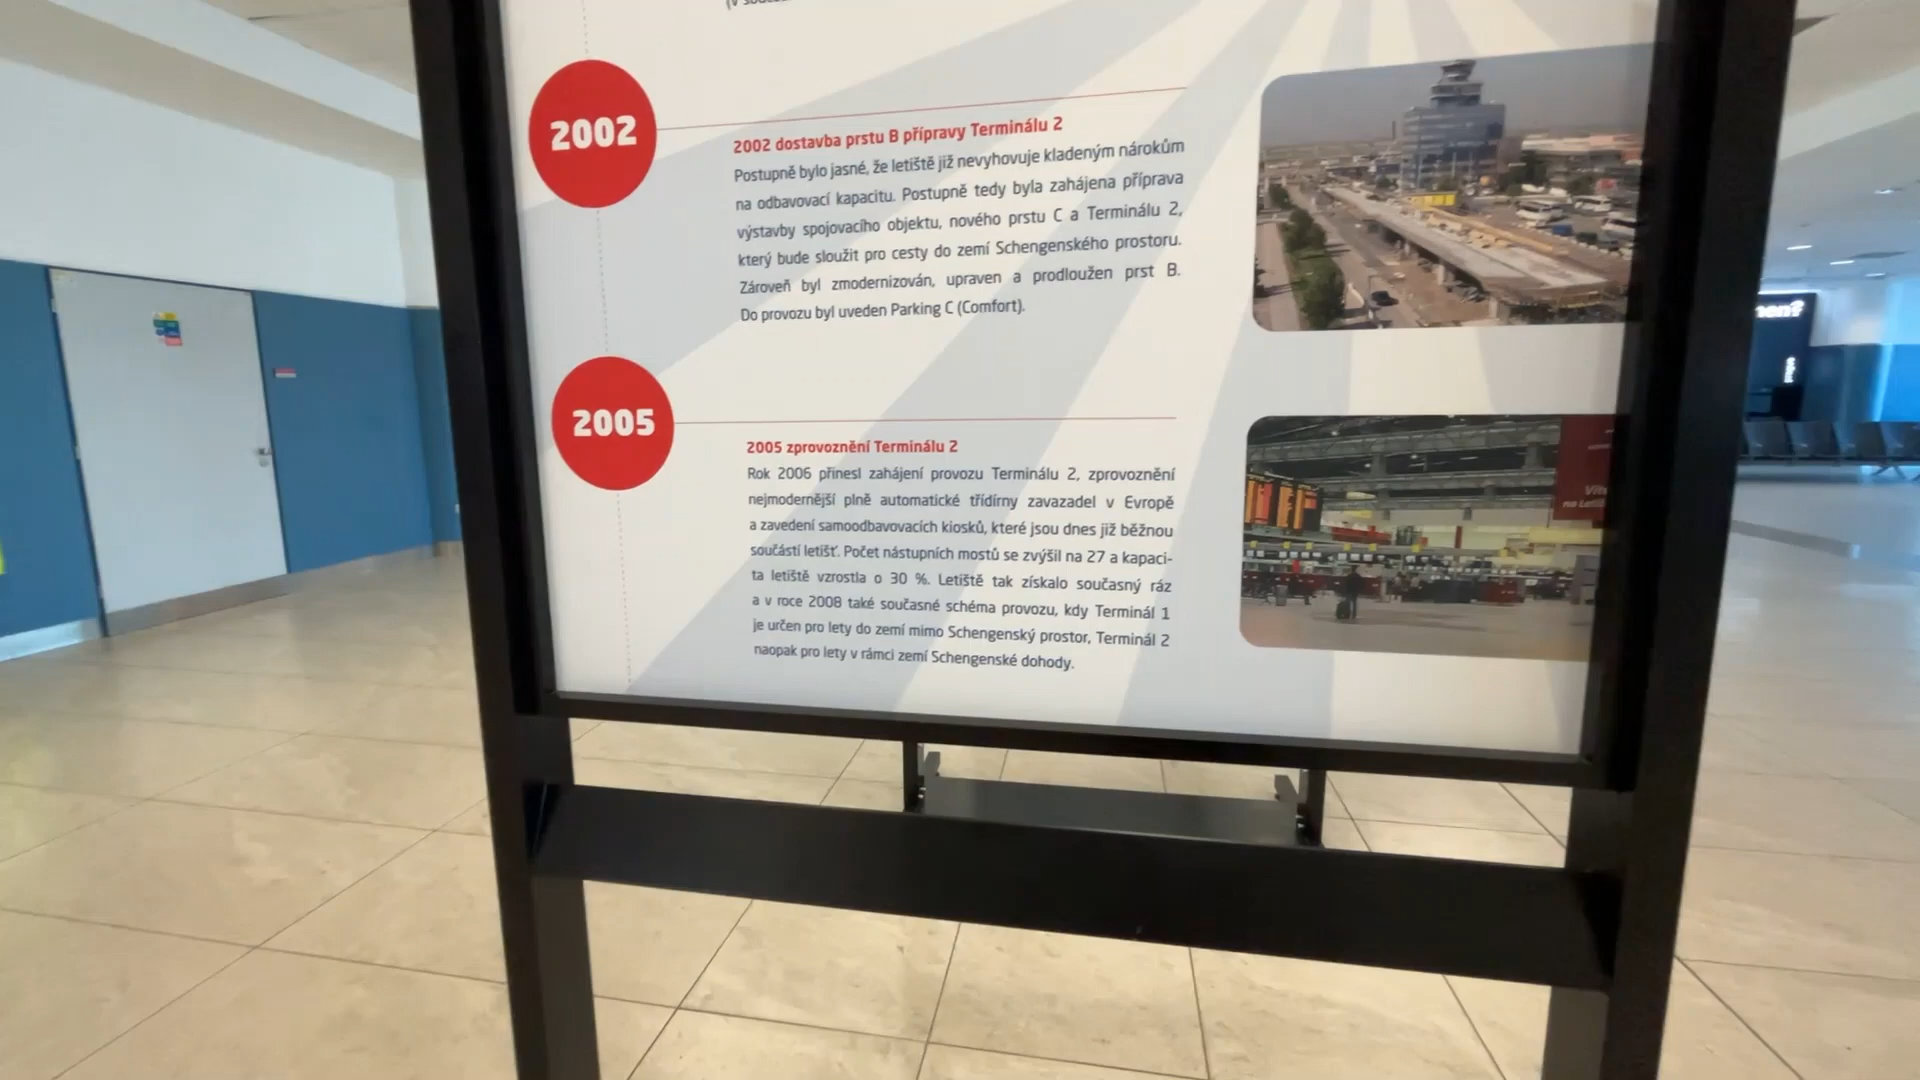 2002
2002 dostavba prstu B přípravy Terminálu 2
Postupně bylo jasné, že letiště již nevyhovuje kladeným nárokům
na odbavovací kapacitu. Postupně tedy byla zahájena příprava
výstavby spojovacího objektu, nového prstu C a Terminálu 2,
který bude sloužit pro cesty do zemí Schengenského prostoru.
Zároveň byl zmodernizován, upraven a prodloužen prst B.
Do provozu byl uveden Parking C (Comfort).
2005
2005 zprovoznění Terminálu 2
Rok 2006 přinesl zahájení provozu Terminálu 2, zprovoznění
nejmodernější plně automatické třídírny zavazadel v Evropě
a zavedení samoodbavovacích kiosků, které jsou dnes již běžnou
součástí letišť. Počet nástupních mostů se zvýšil na 27 a kapaci-
ta letiště vzrostla o 30 %. Letiště tak získalo současný ráz
a v roce 2008 také současné schéma provozu, kdy Terminál 1
je určen pro lety do zemí mimo Schengenský prostor, Terminál 2
naopak pro lety v rámci zemí Schengenské dohody.